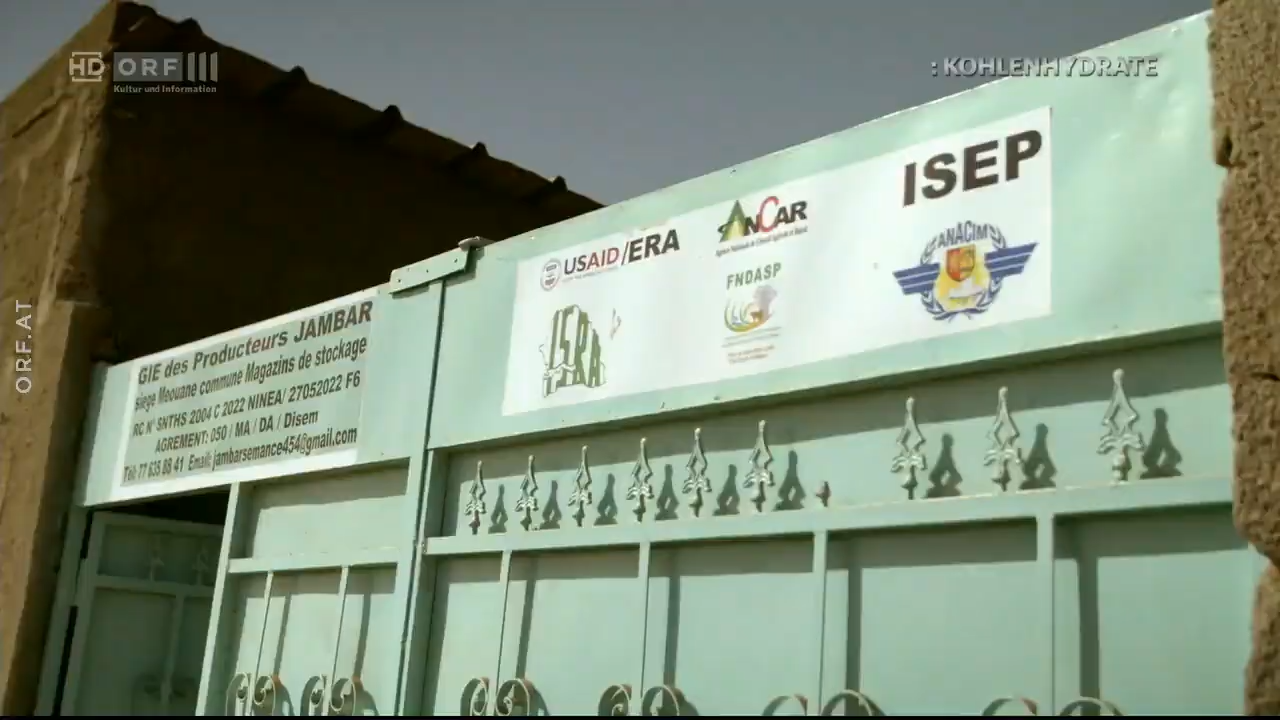 HD ORF III
Kultur und Information
: KOHLENHYDRATE
ORF.AT
GIE des Producteurs JAMBAR
siege Meouane commune Magazins de stockage
RC N° SNTHS 2004 C 2022 NINEA/ 27052022 F6
AGREMENT: 050 / MA / DA / Disem
Tél: 77 638 88 41 Email: jambarsemance454@gmail.com
USAID/ERA
ANCAR
ISEP
ISRA
FNDASP
ANACIM